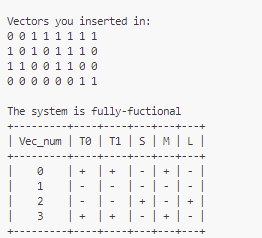 Vectors you inserted in:
0 0 1 1 1 1 1 1
1 0 1 0 1 1 1 0
1 1 0 0 1 1 0 0
0 0 0 0 0 0 1 1
The system is fully-fuctional
+---------+----+----+---+---+---+
| Vec_num | T0 | T1 | S | M | L |
+---------+----+----+---+---+---+
| 0 | + | + | - | + | - |
| 1 | - | - | - | - | - |
| 2 | - | - | + | - | + |
| 3 | + | + | - | + | - |
+---------+----+----+---+---+---+